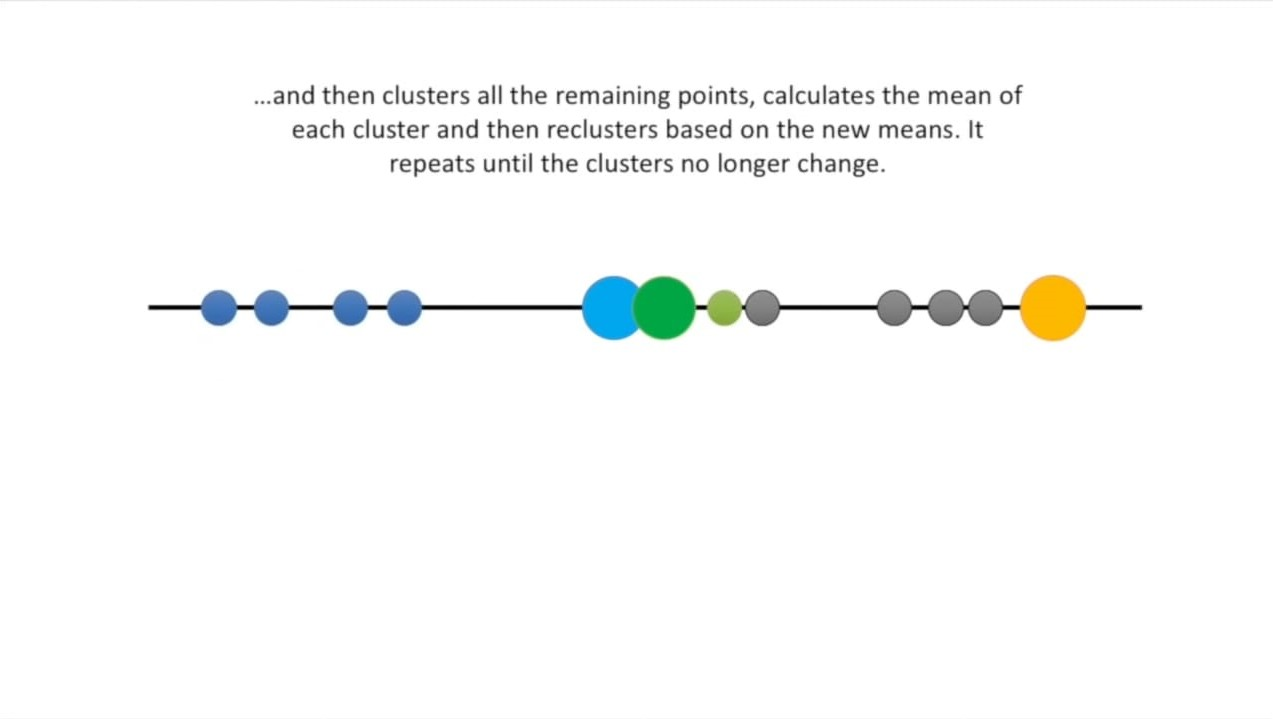 ...and then clusters all the remaining points, calculates the mean of
each cluster and then reclusters based on the new means. It
repeats until the clusters no longer change.